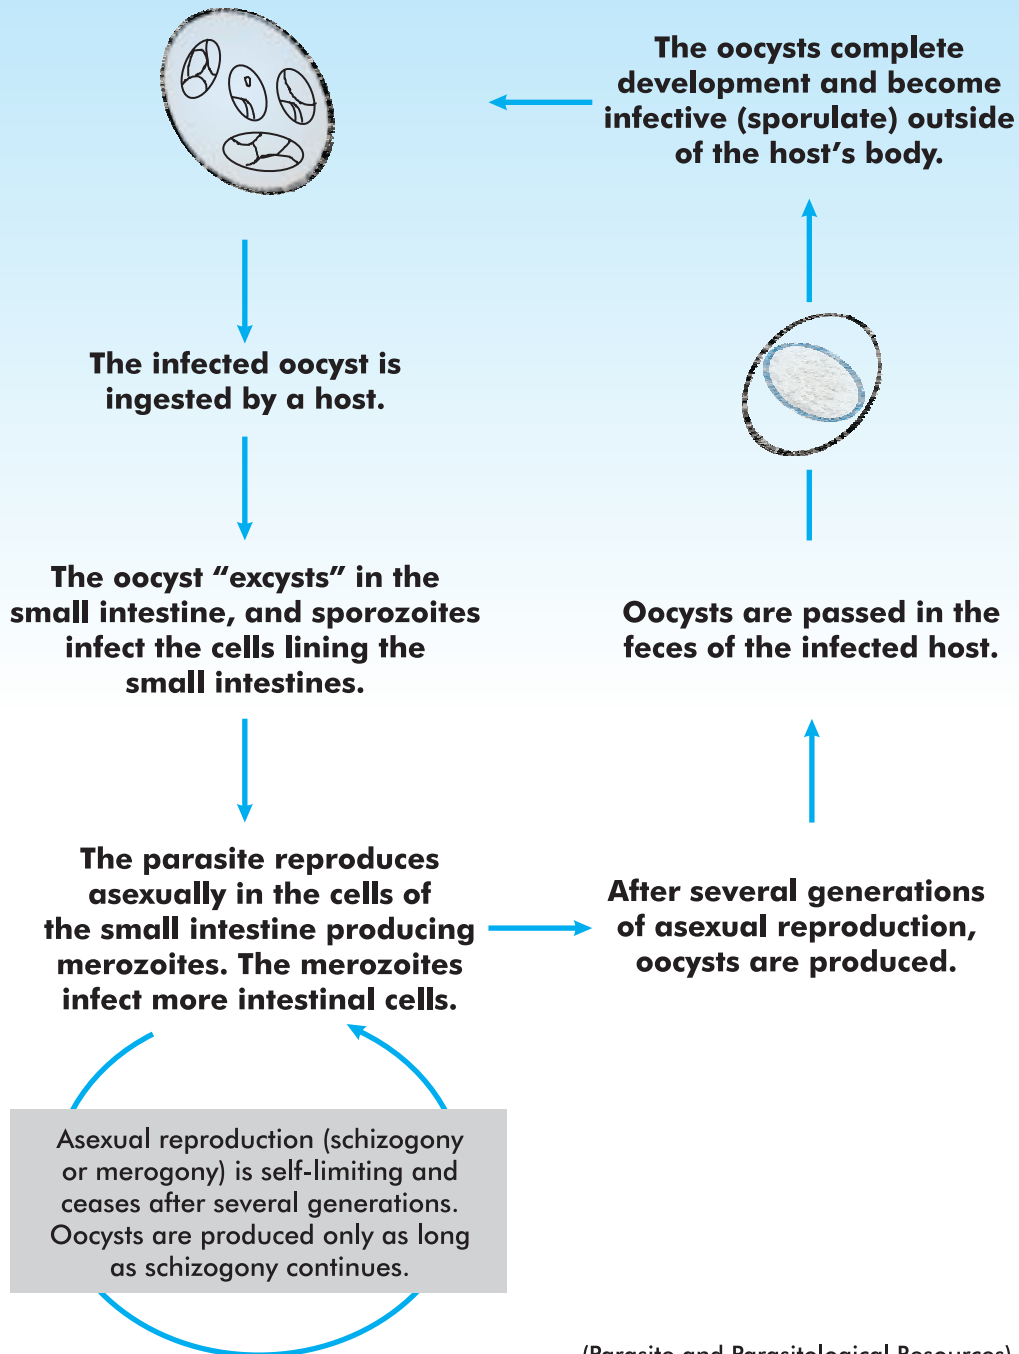 The oocysts complete
development and become
infective (sporulate) outside
of the host's body.
The infected oocyst is
ingested by a host.
The oocyst “excysts” in the
small intestine, and sporozoites
infect the cells lining the
small intestines.
The parasite reproduces
asexually in the cells of
the small intestine producing
merozoites. The merozoites
infect more intestinal cells.
After several generations
of asexual reproduction,
oocysts are produced.
Oocysts are passed in the
feces of the infected host.
Asexual reproduction (schizogony
or merogony) is self-limiting and
ceases after several generations.
Oocysts are produced only as long
as schizogony continues.
(Parasite and Parasitological Resources)